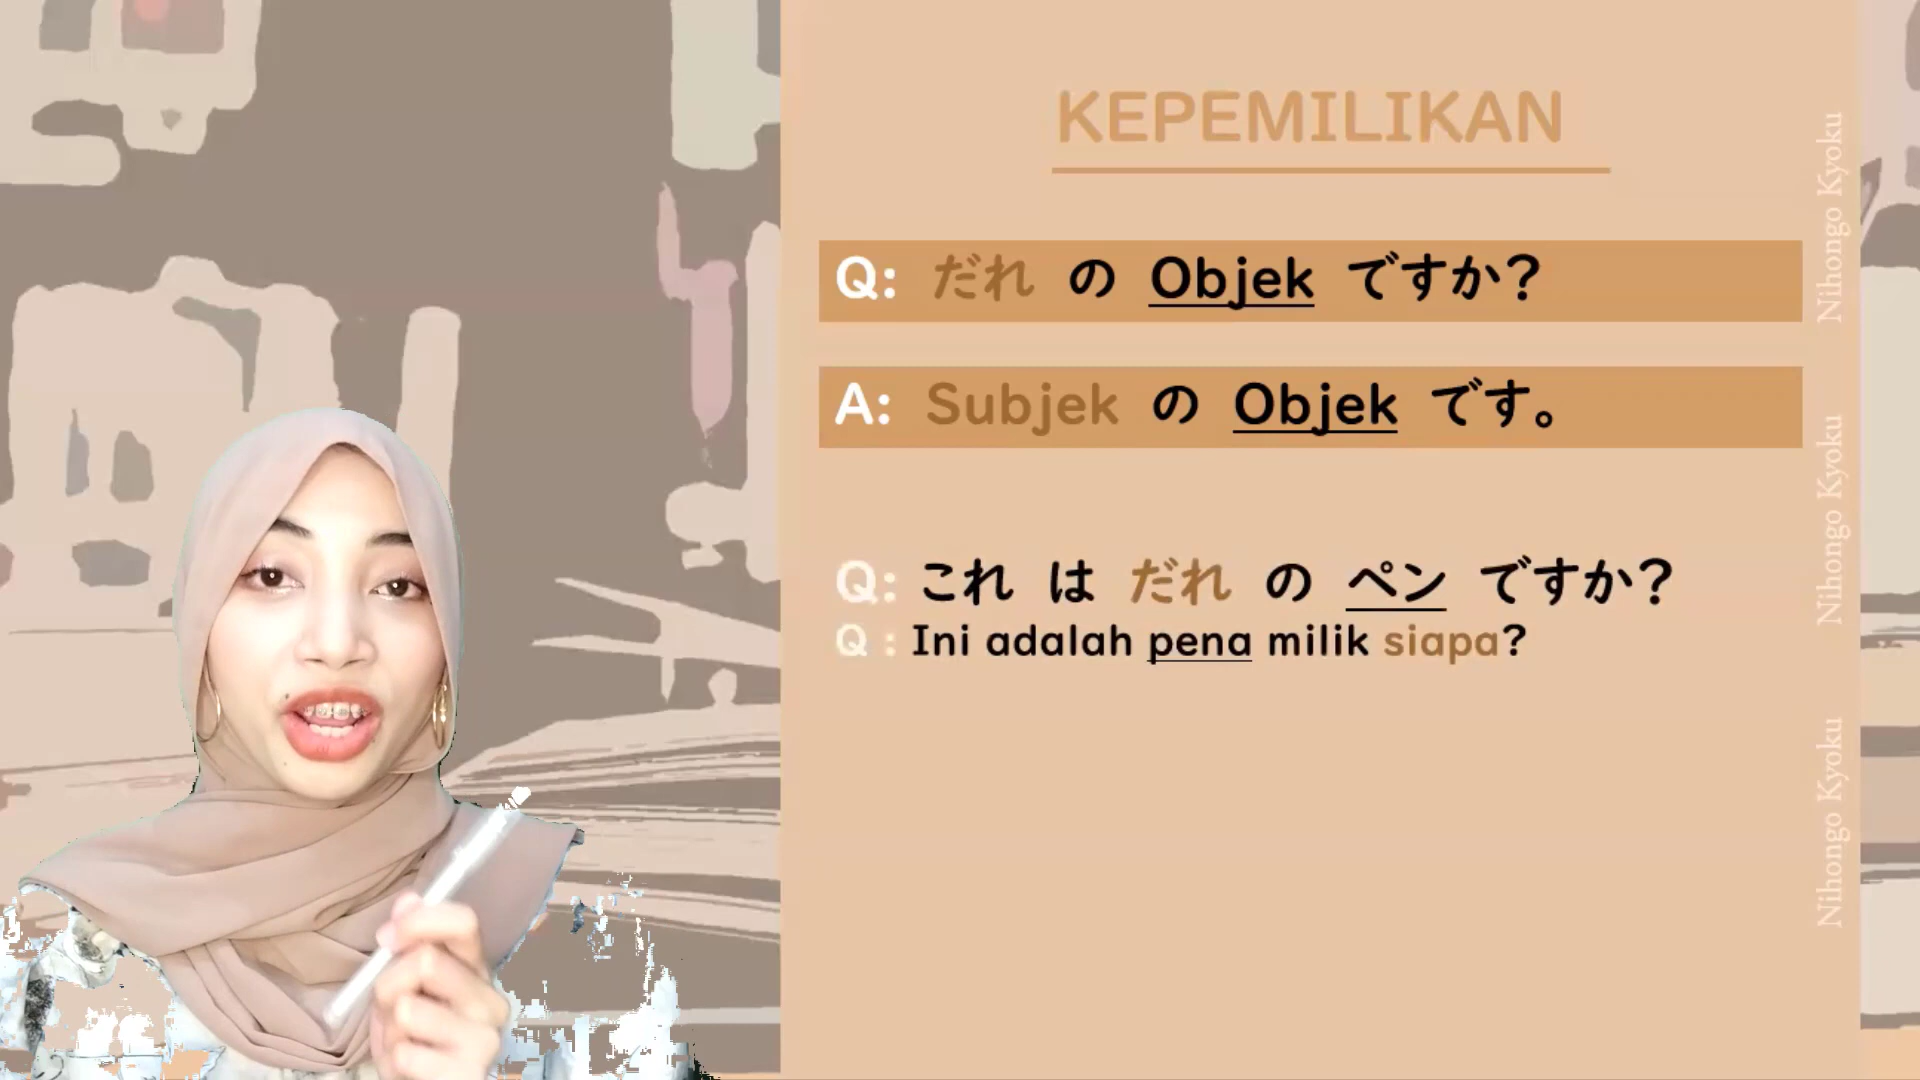 KEPEMILIKAN
Q: だれ の Objek ですか？
A: Subjek の Objek です。
Q: これ は だれ の ペン ですか？
Q : Ini adalah pena milik siapa?
Nihongo Kyoku
Nihongo Kyoku
Nihongo Kyoku